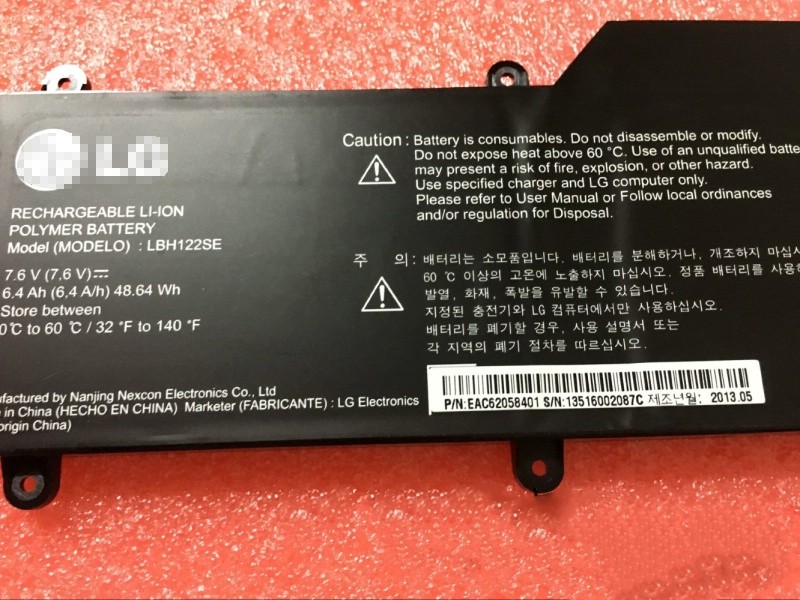 LG
RECHARGEABLE LI-ION
POLYMER BATTERY
Model (MODELO) : LBH122SE
7.6 V (7,6 V)⎓
6.4 Ah (6,4 A/h) 48.64 Wh
Store between
0℃ to 60 ℃ / 32 ℉ to 140 ℉
ufactured by Nanjing Nexcon Electronics Co., Ltd
e in China (HECHO EN CHINA) Marketer (FABRICANTE) : LG Electronics
origin China)
Caution : Battery is consumables. Do not disassemble or modify.
Do not expose heat above 60 °C. Use of an unqualified batte
may present a risk of fire, explosion, or other hazard.
Use specified charger and LG computer only.
Please refer to User Manual or Follow local ordinances
and/or regulation for Disposal.
주 의: 배터리는 소모품입니다. 배터리를 분해하거나, 개조하지 마십시
60 ℃ 이상의 고온에 노출하지 마십시오. 정품 배터리를 사용
발열, 화재, 폭발을 유발할 수 있습니다.
지정된 충전기와 LG 컴퓨터에서만 사용하십시오.
배터리를 폐기할 경우, 사용 설명서 또는
각 지역의 폐기 절차를 따르십시오.
P/N:EAC62058401 S/N:13516002087C 제조년월: 2013.05